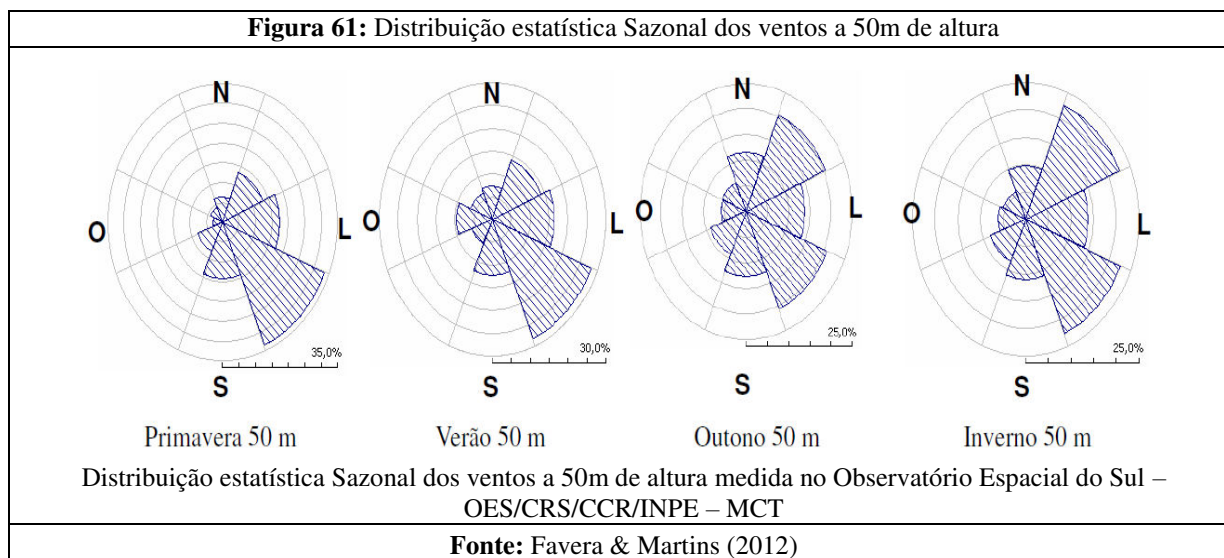 Figura 61: Distribuição estatística Sazonal dos ventos a 50m de altura
N N N N
O L O L O L O L
35,0% 30,0% 25,0% 25,0%
S S S S
Primavera 50 m Verão 50 m Outono 50 m Inverno 50 m
Distribuição estatística Sazonal dos ventos a 50m de altura medida no Observatório Espacial do Sul –
OES/CRS/CCR/INPE – MCT
Fonte: Favera & Martins (2012)